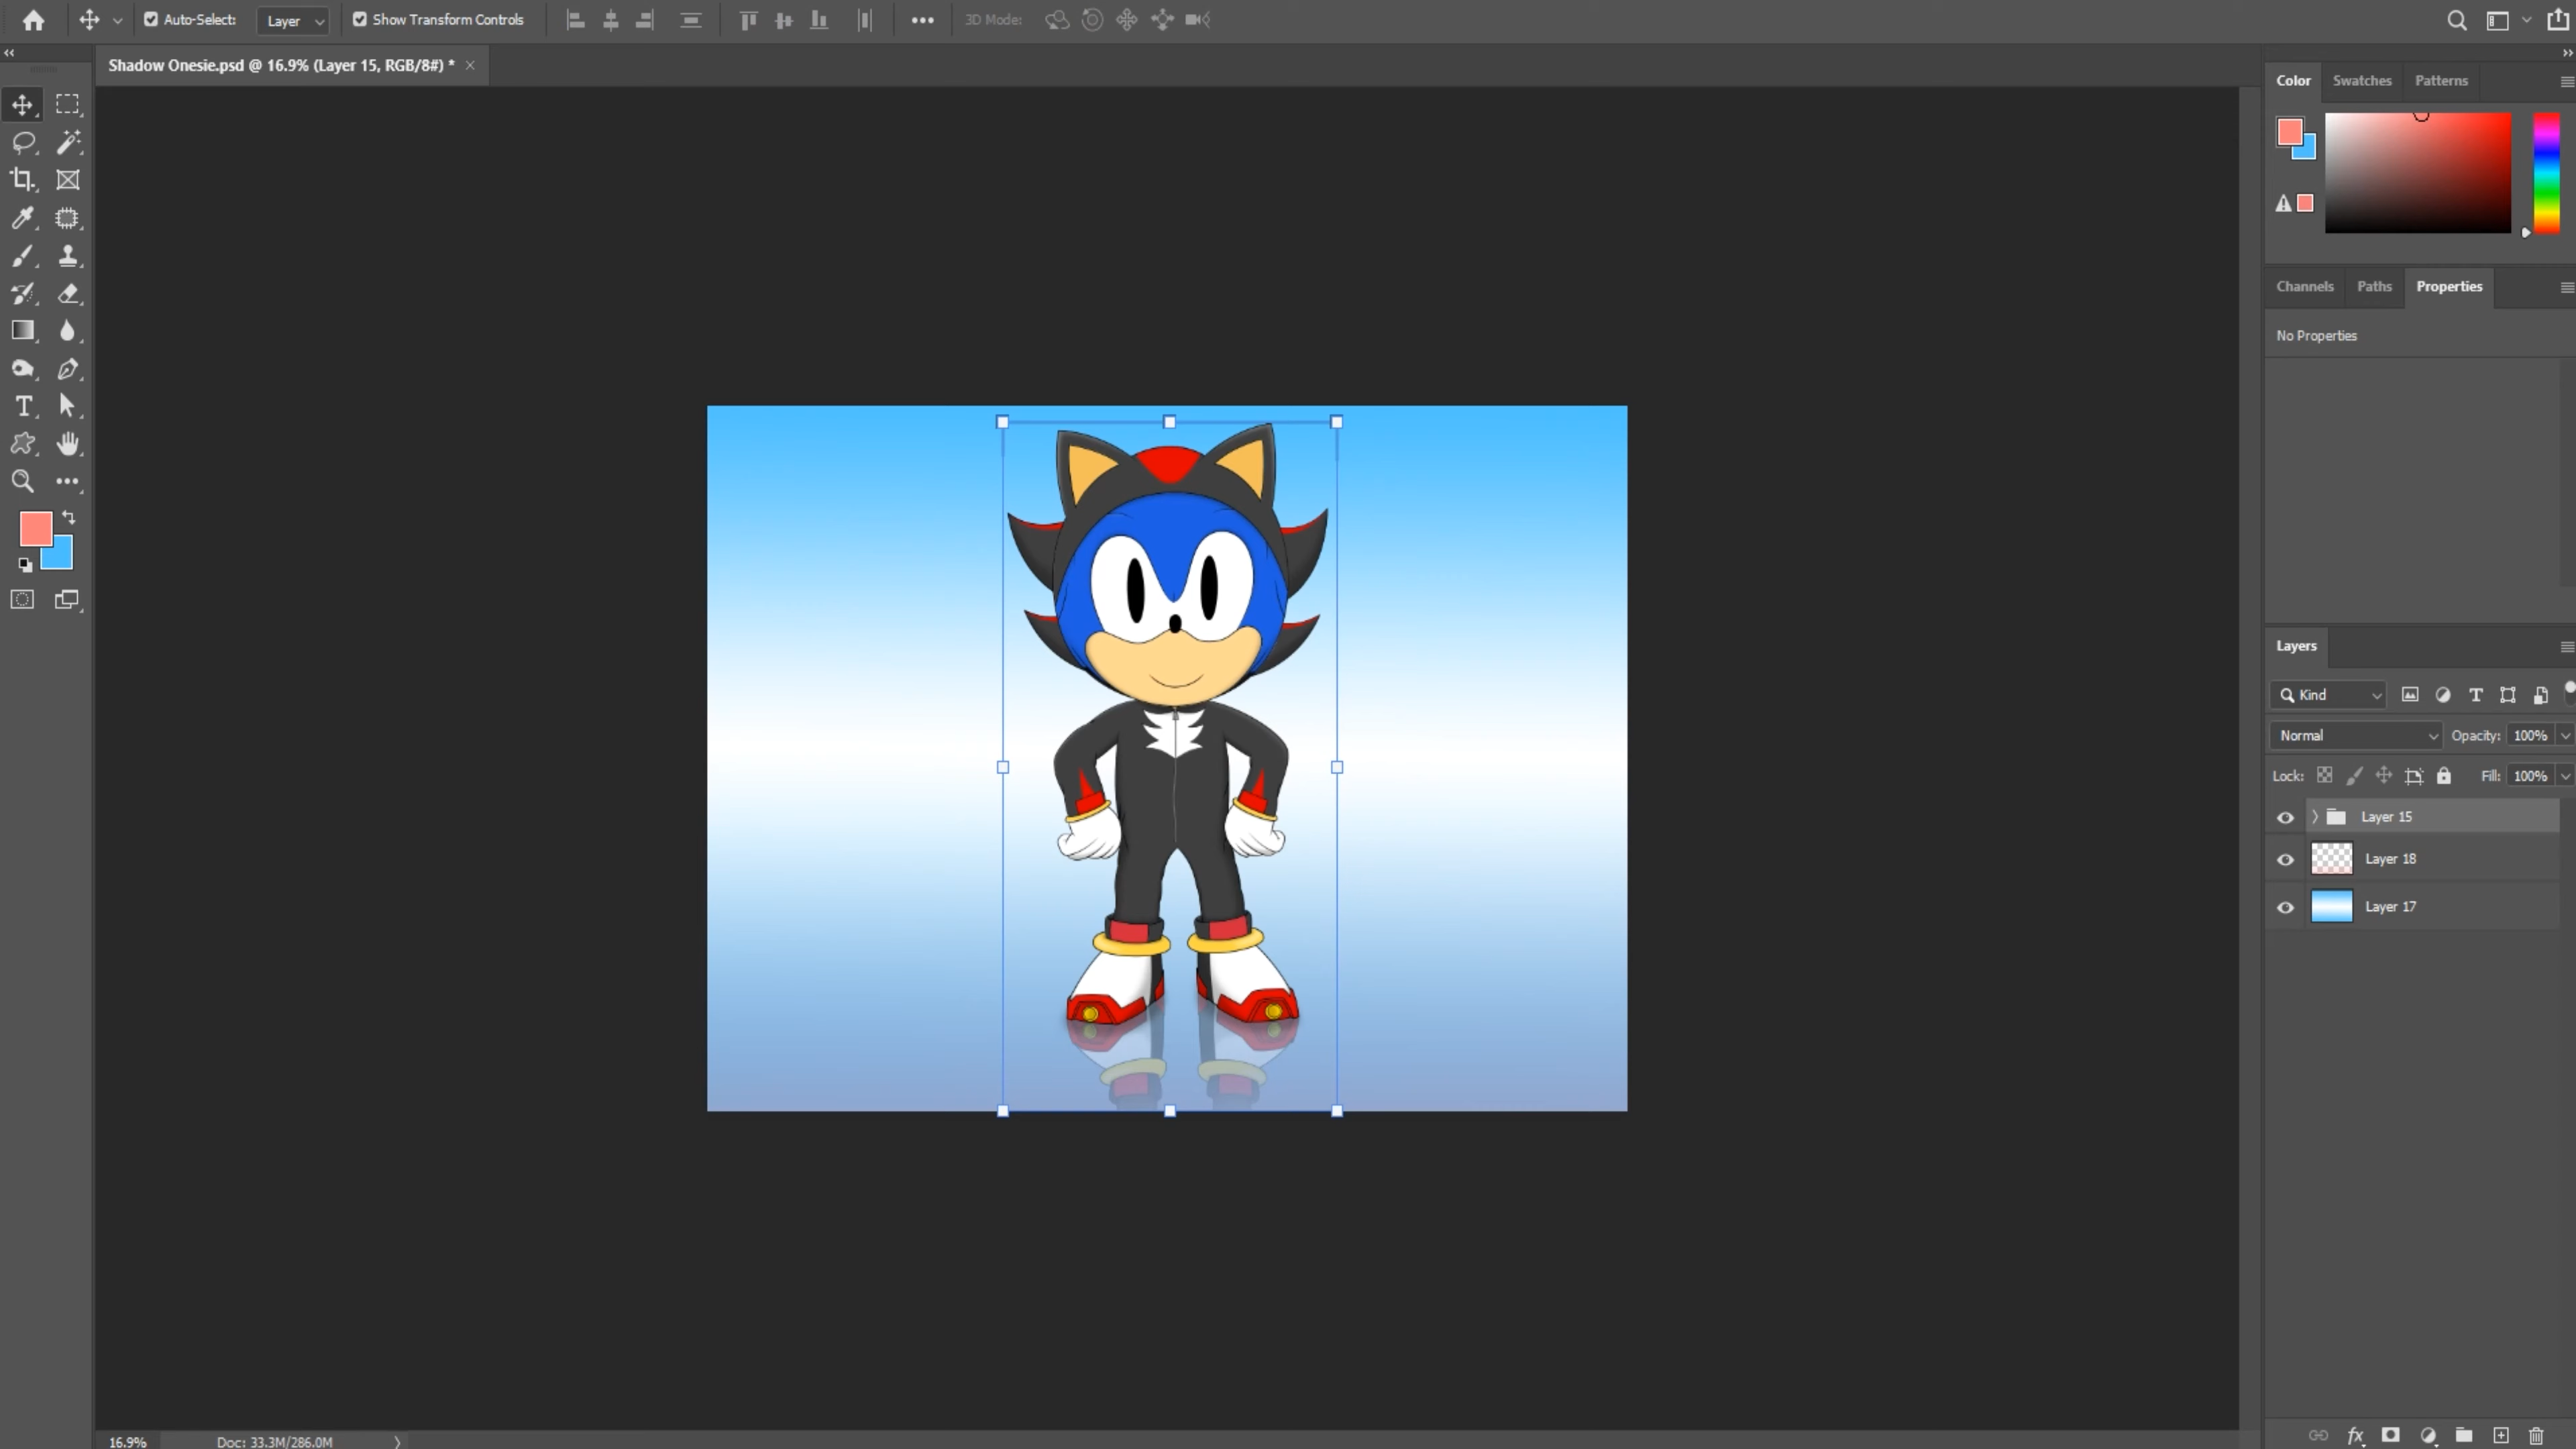 Auto-Select: Layer Show Transform Controls 3D Mode:
Shadow Onesie.psd @ 16.9% (Layer 15, RGB/8#) * ×
Color Swatches Patterns
Channels Paths Properties
No Properties
Layers
Kind
Normal Opacity: 100%
Lock: Fill: 100%
Layer 15
Layer 18
Layer 17
16.9% Doc: 33.3M/286.0M